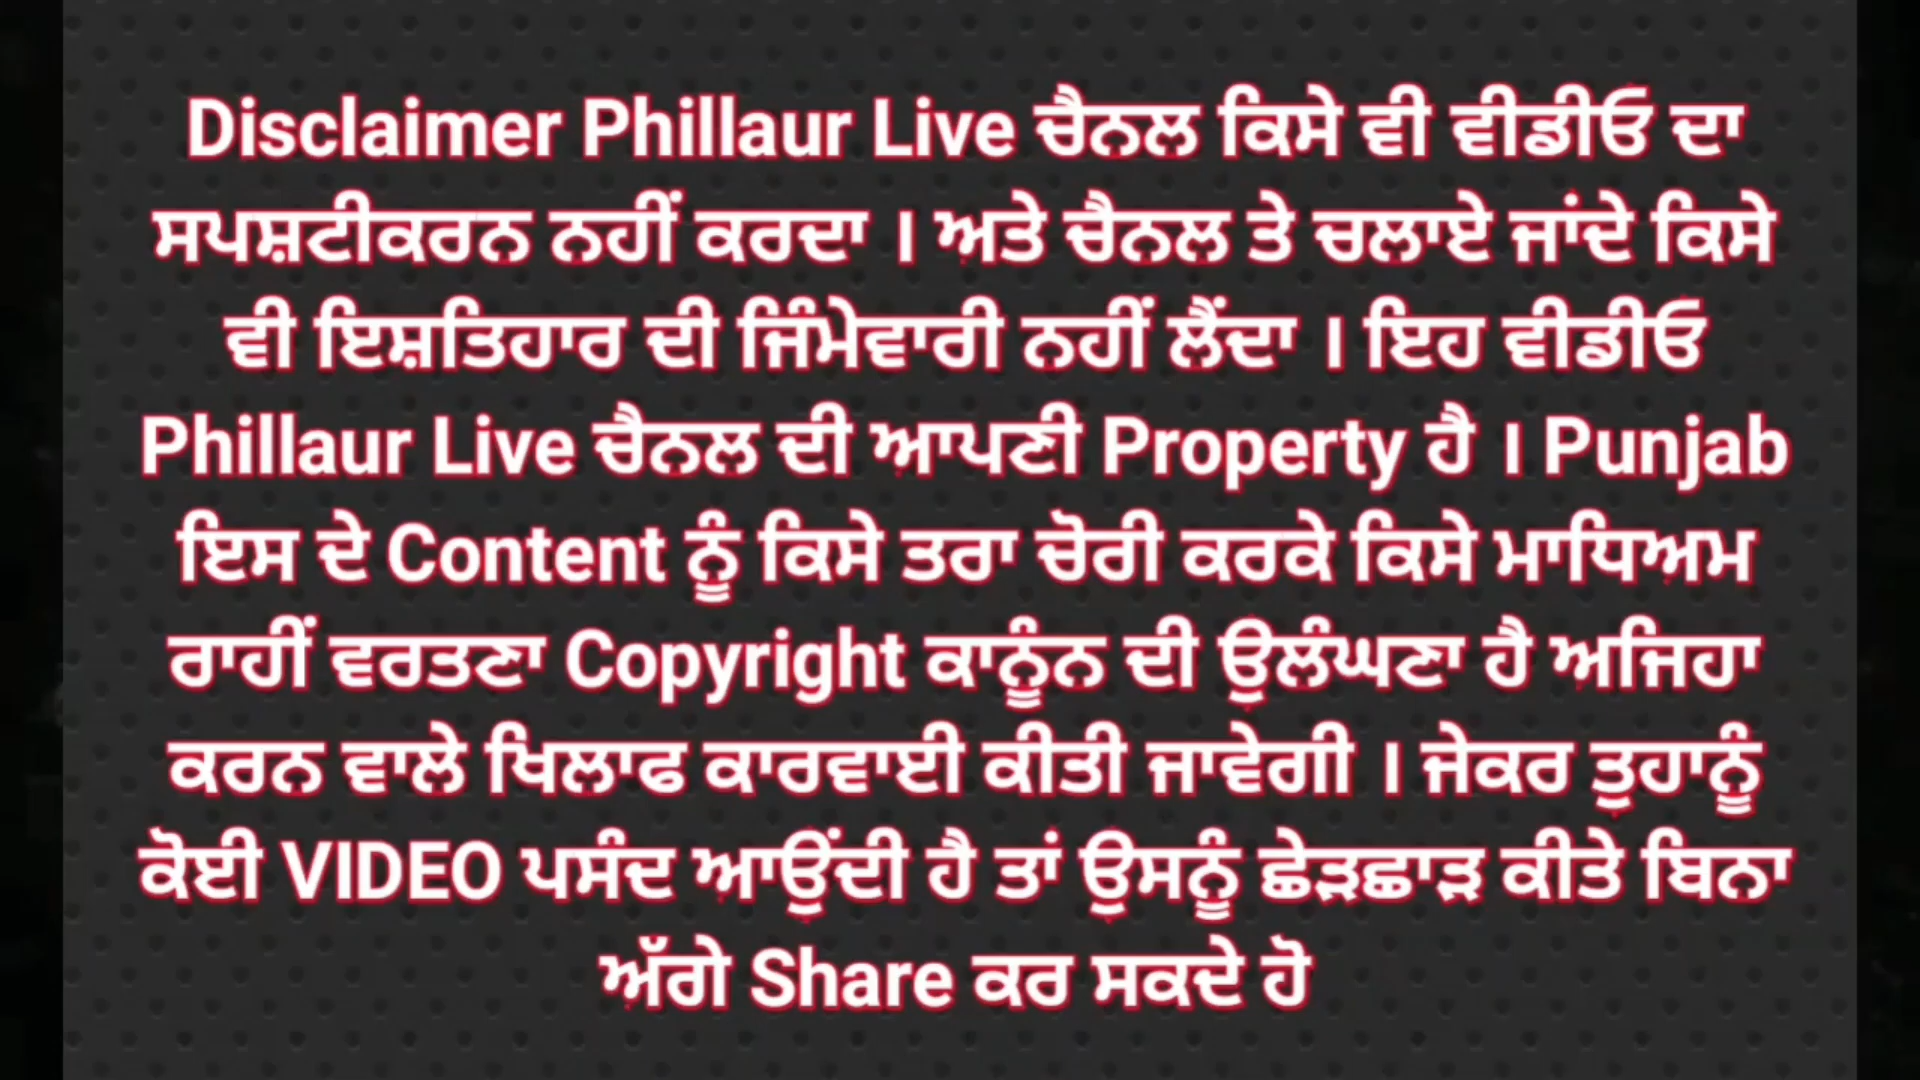 Disclaimer Phillaur Live ਚੈਨਲ ਕਿਸੇ ਵੀ ਵੀਡੀਓ ਦਾ
ਸਪਸ਼ਟੀਕਰਨ ਨਹੀਂ ਕਰਦਾ । ਅਤੇ ਚੈਨਲ ਤੇ ਚਲਾਏ ਜਾਂਦੇ ਕਿਸੇ
ਵੀ ਇਸ਼ਤਿਹਾਰ ਦੀ ਜਿੰਮੇਵਾਰੀ ਨਹੀਂ ਲੈਂਦਾ । ਇਹ ਵੀਡੀਓ
Phillaur Live ਚੈਨਲ ਦੀ ਆਪਣੀ Property ਹੈ । Punjab
ਇਸ ਦੇ Content ਨੂੰ ਕਿਸੇ ਤਰਾ ਚੋਰੀ ਕਰਕੇ ਕਿਸੇ ਮਾਧਿਅਮ
ਰਾਹੀਂ ਵਰਤਣਾ Copyright ਕਾਨੂੰਨ ਦੀ ਉਲੰਘਣਾ ਹੈ ਅਜਿਹਾ
ਕਰਨ ਵਾਲੇ ਖਿਲਾਫ ਕਾਰਵਾਈ ਕੀਤੀ ਜਾਵੇਗੀ । ਜੇਕਰ ਤੁਹਾਨੂੰ
ਕੋਈ VIDEO ਪਸੰਦ ਆਉਂਦੀ ਹੈ ਤਾਂ ਉਸਨੂੰ ਛੇੜਛਾੜ ਕੀਤੇ ਬਿਨਾ
ਅੱਗੇ Share ਕਰ ਸਕਦੇ ਹੋ